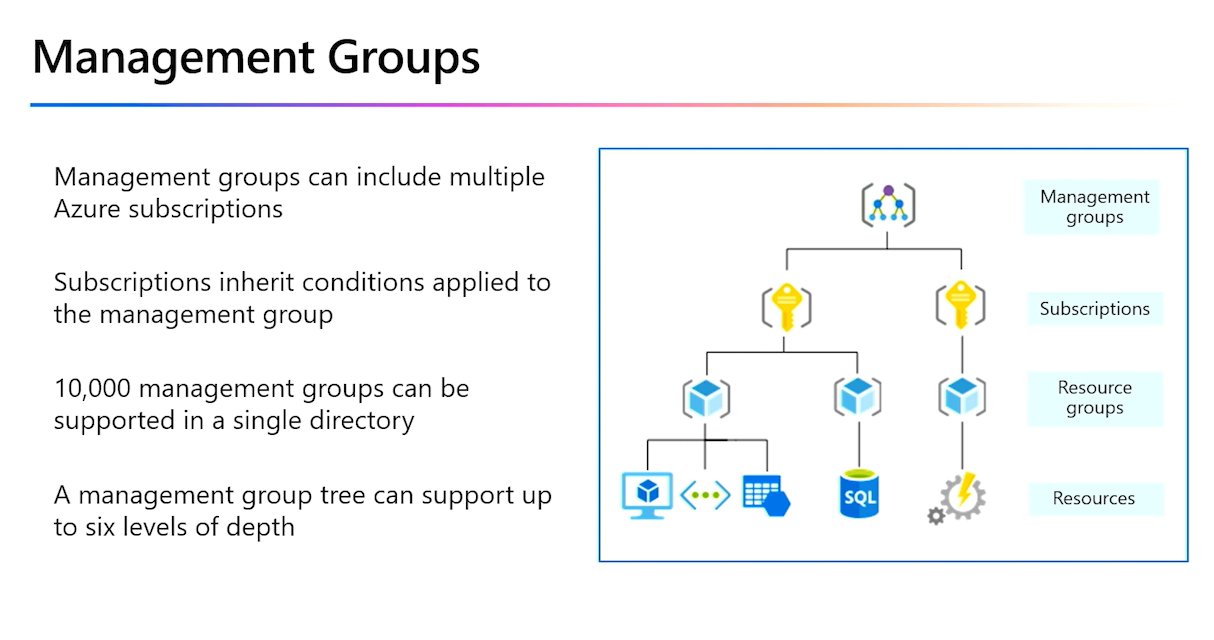 Management Groups
Management groups can include multiple
Azure subscriptions
Subscriptions inherit conditions applied to
the management group
10,000 management groups can be
supported in a single directory
A management group tree can support up
to six levels of depth
Management
groups
Subscriptions
Resource
groups
SQL
Resources